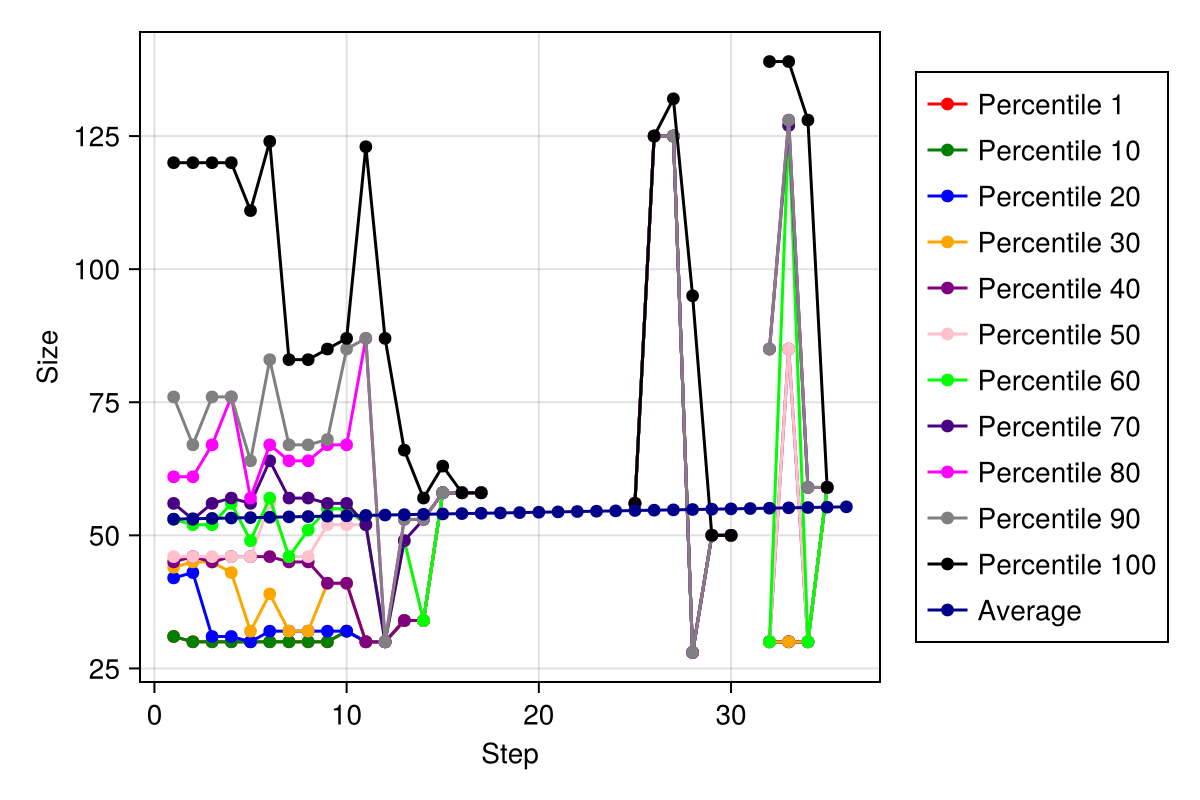 125
100
75
50
25
Size
0
10
20
30
Step
Percentile 1
Percentile 10
Percentile 20
Percentile 30
Percentile 40
Percentile 50
Percentile 60
Percentile 70
Percentile 80
Percentile 90
Percentile 100
Average